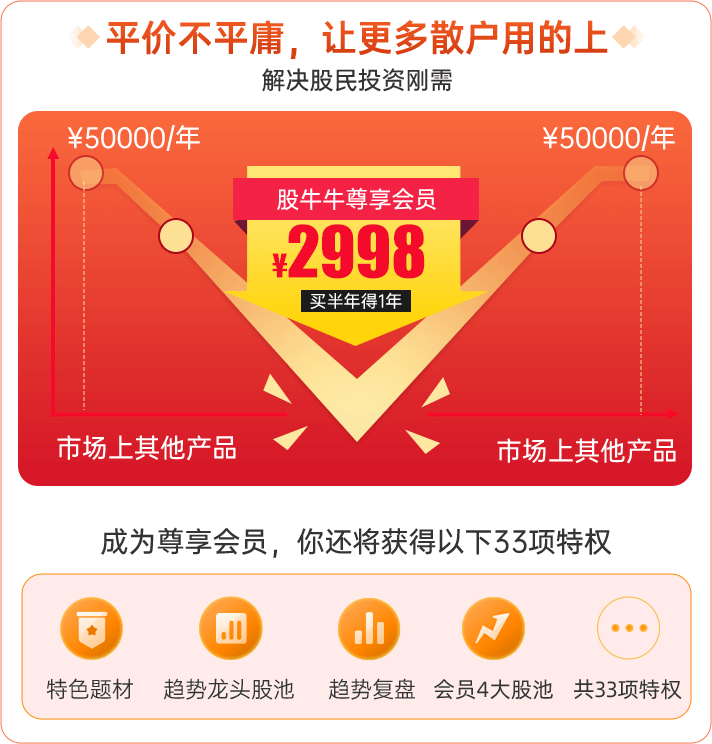 平价不平庸，让更多散户用的上
解决股民投资刚需
¥50000/年
¥50000/年
股牛牛尊享会员
¥2998
买半年得1年
市场上其他产品
市场上其他产品
成为尊享会员，你还将获得以下33项特权
特色题材
趋势龙头股池
趋势复盘
会员4大股池
共33项特权